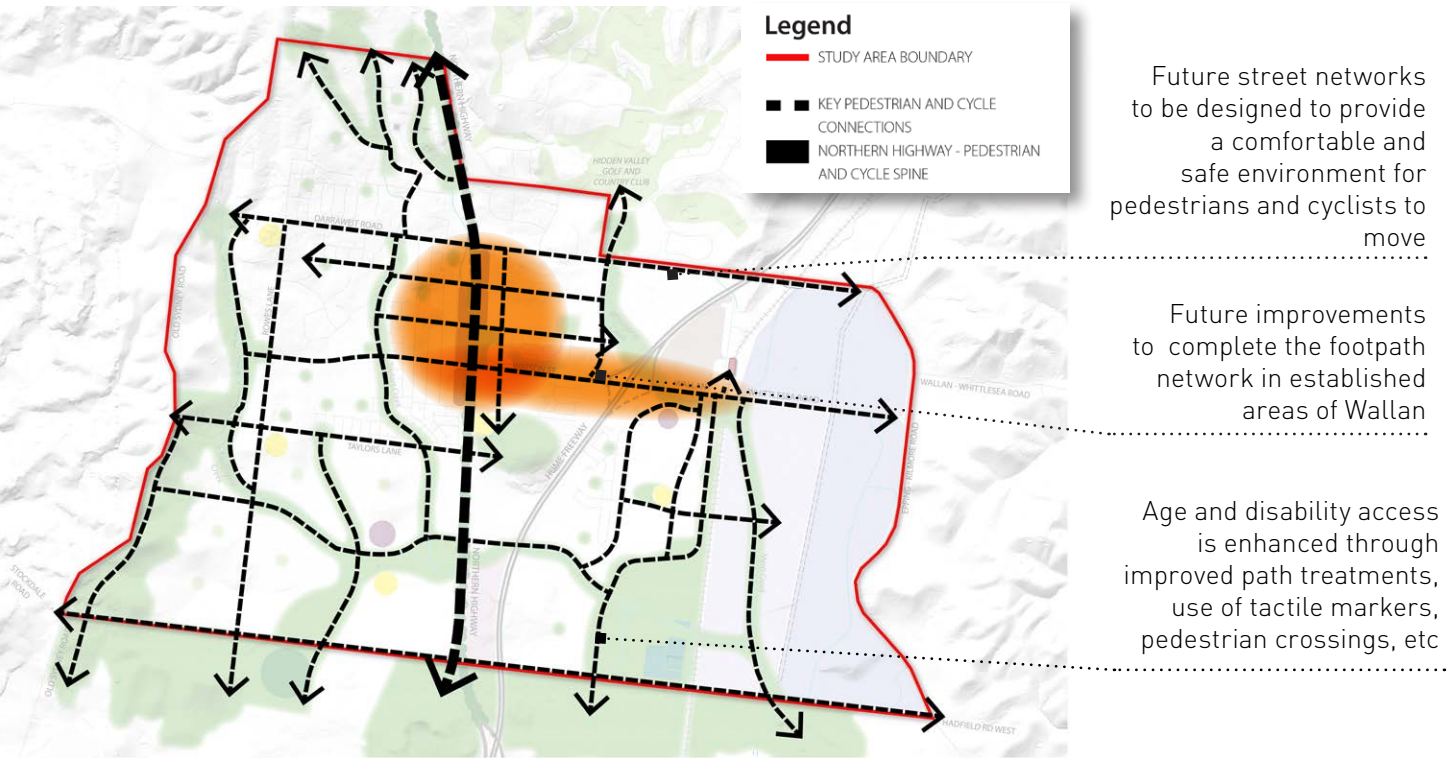 Legend
STUDY AREA BOUNDARY
KEY PEDESTRIAN AND CYCLE
CONNECTIONS
NORTHERN HIGHWAY - PEDESTRIAN
AND CYCLE SPINE
Future street networks
to be designed to provide
a comfortable and
safe environment for
pedestrians and cyclists to
move
Future improvements
to complete the footpath
network in established
areas of Wallan
Age and disability access
is enhanced through
improved path treatments,
use of tactile markers,
pedestrian crossings, etc
HIDDEN VALLEY
GOLF AND
COUNTRY CLUB
DARRAWEIT ROAD
OLD SYDNEY ROAD
TAYLORS LANE
HUME FREEWAY
WALLAN - WHITTLESEA ROAD
EPPING - KILMORE ROAD
NORTHERN HIGHWAY
STOCKDALE
ROAD
HADFIELD RD WEST